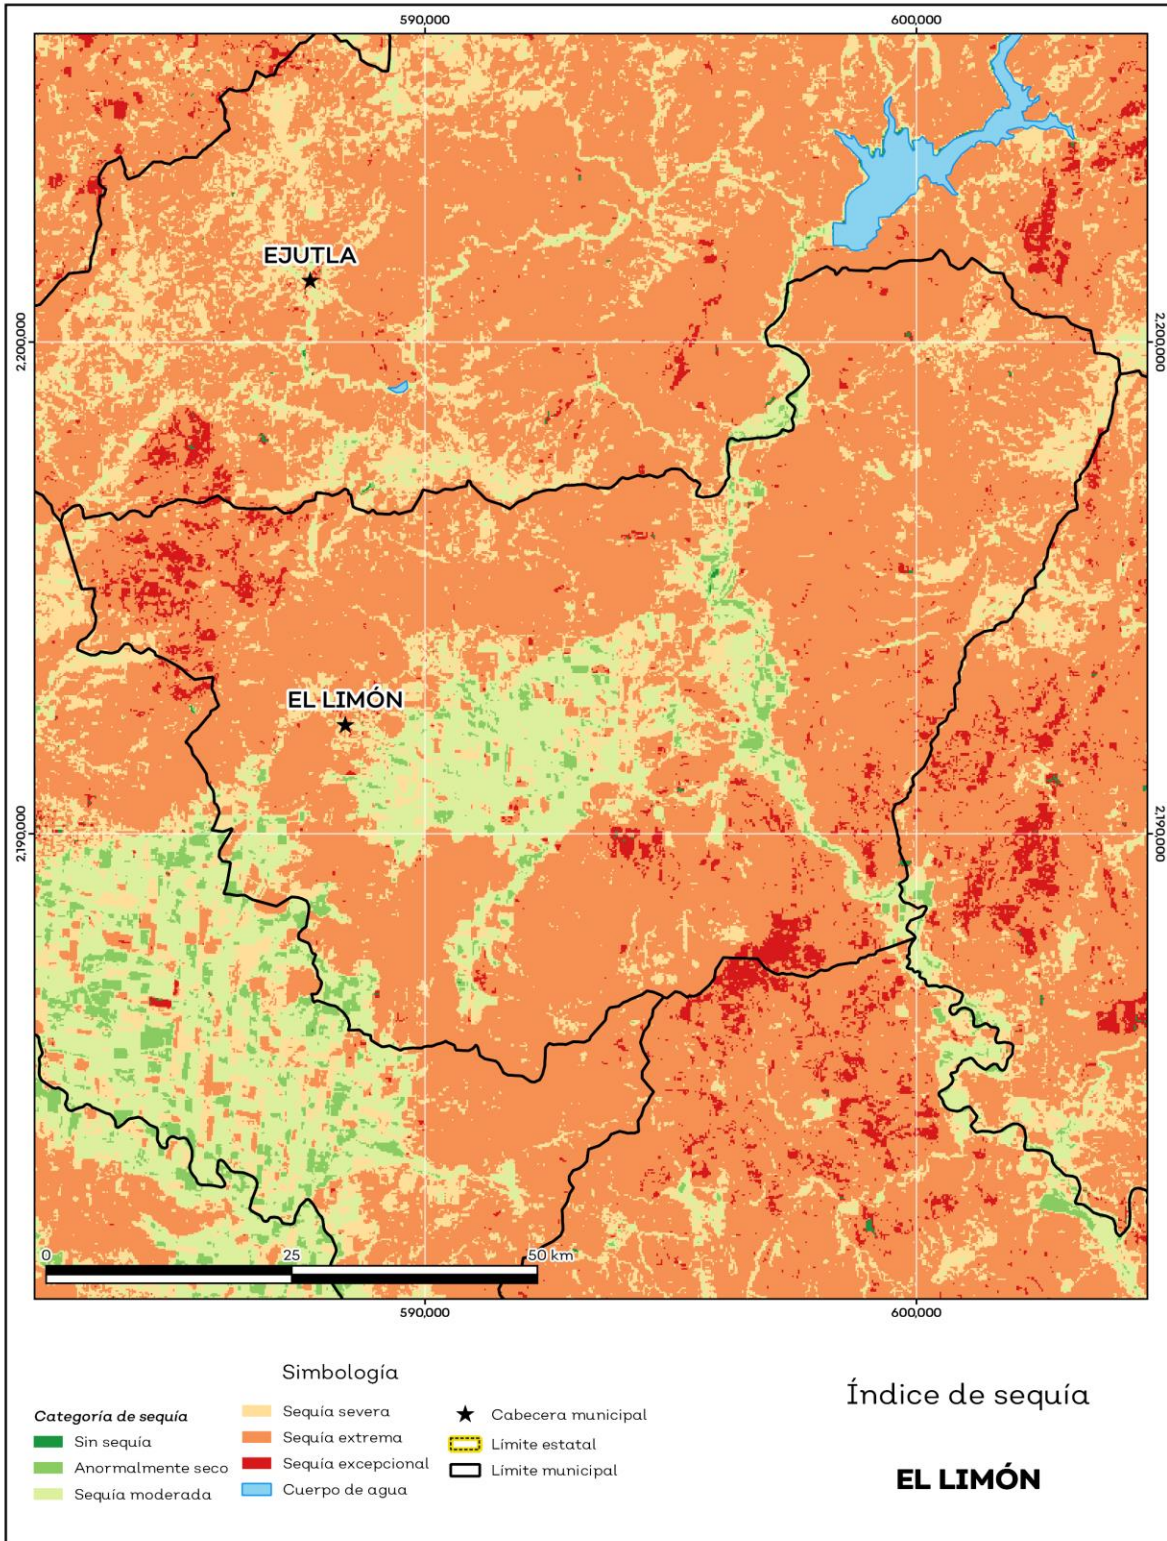 590,000
600,000
EJUTLA
2,200,000
2,200,000
EL LIMÓN
2,190,000
2,190,000
0
25
50 km
590,000
600,000
Simbología
Categoría de sequía
Sin sequía
Anormalmente seco
Sequía moderada
Sequía severa
Sequía extrema
Sequía excepcional
Cuerpo de agua
Cabecera municipal
Límite estatal
Límite municipal
Índice de sequía
EL LIMÓN